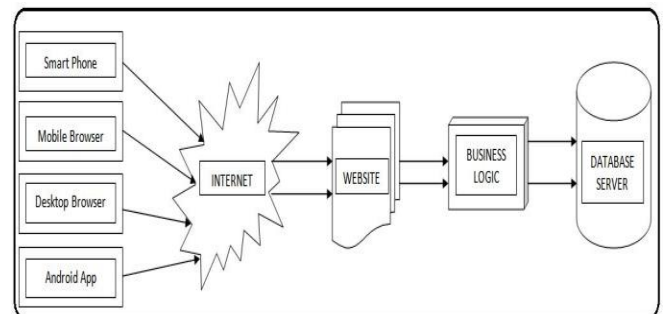 Smart Phone
Mobile Browser
Desktop Browser
Android App
INTERNET
WEBSITE
BUSINESS
LOGIC
DATABASE
SERVER